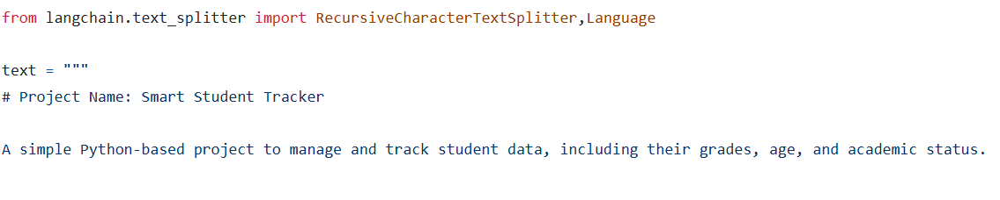 from langchain.text_splitter import RecursiveCharacterTextSplitter,Language
text = """
# Project Name: Smart Student Tracker
A simple Python-based project to manage and track student data, including their grades, age, and academic status.